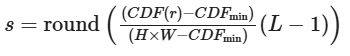 s = round ( (CDF(r)−CDF_min) / (H×W−CDF_min) (L − 1) )